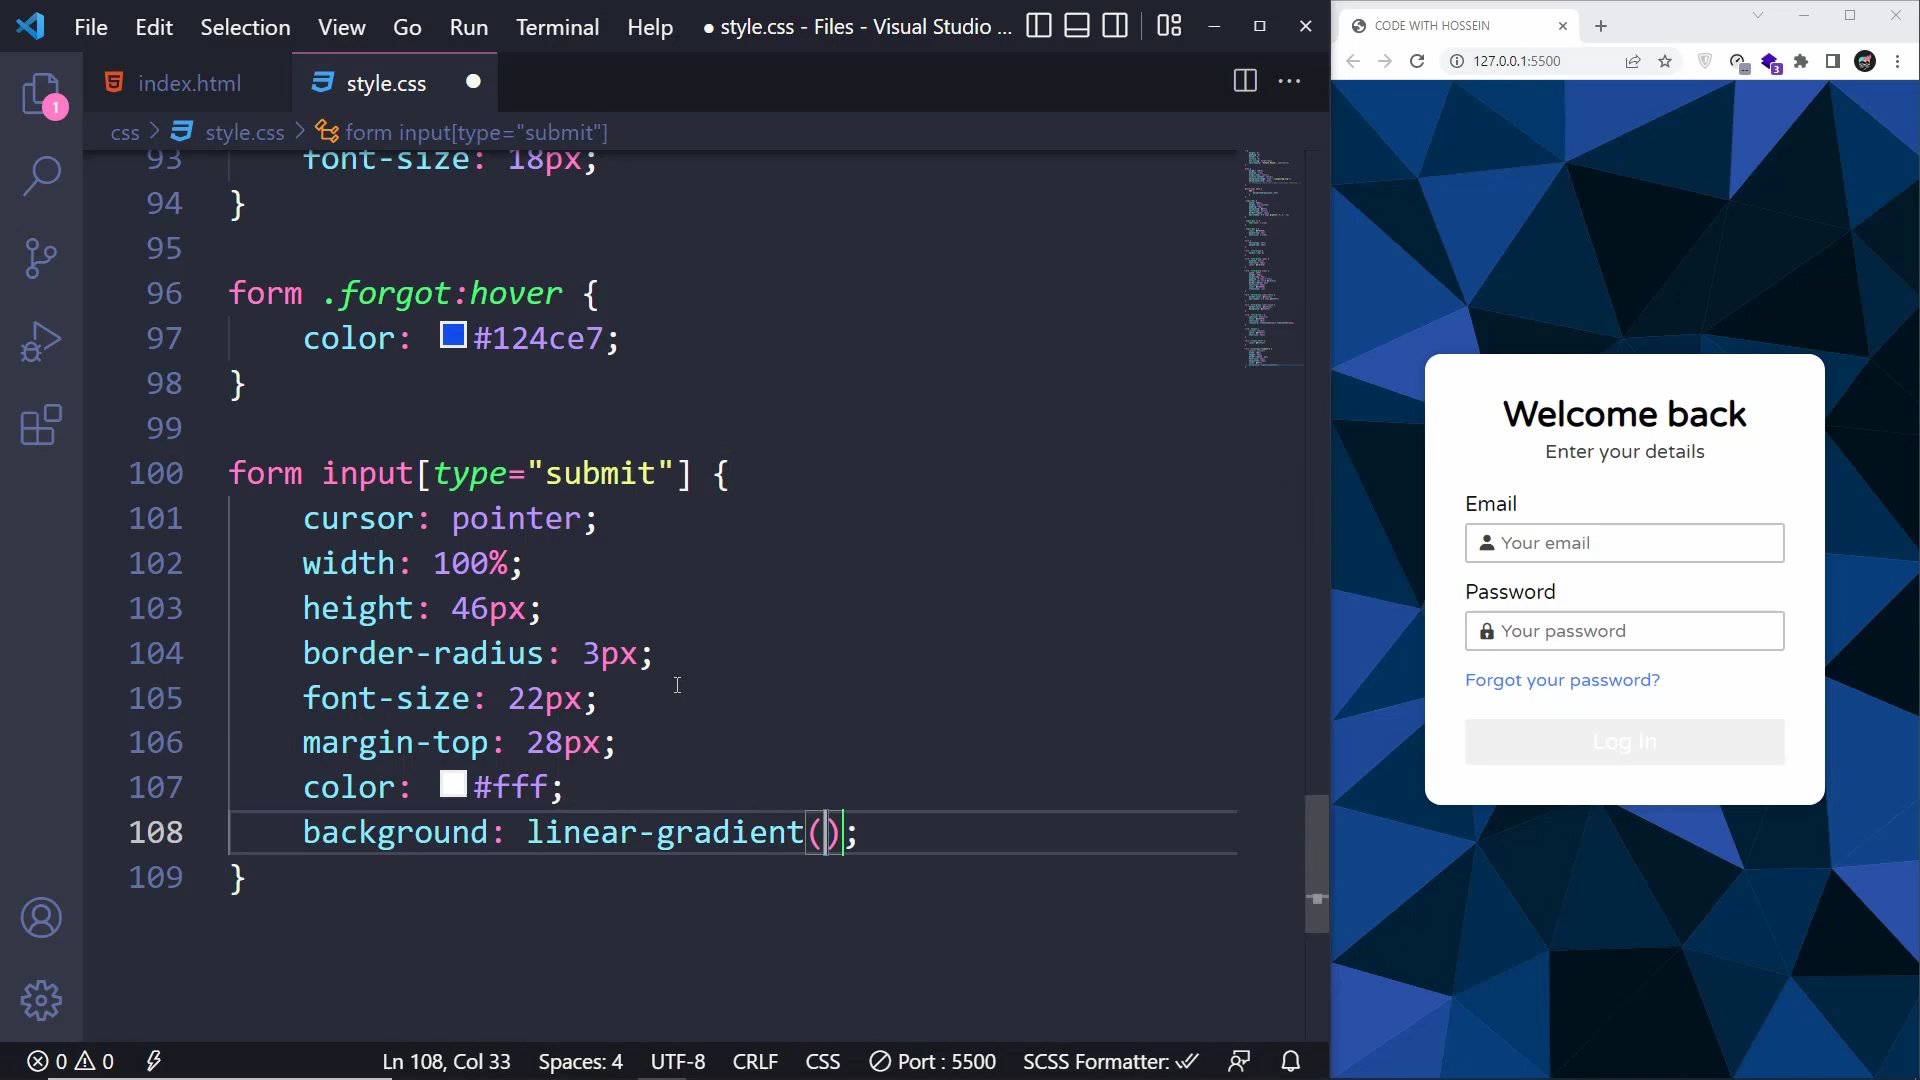 File Edit Selection View Go Run Terminal Help ● style.css - Files - Visual Studio ...
index.html style.css ●
css > style.css > form input[type="submit"]
1
93 font-size: 18px;
94 }
95
96 form .forgot:hover {
97 color: #124ce7;
98 }
99
100 form input[type="submit"] {
101 cursor: pointer;
102 width: 100%;
103 height: 46px;
104 border-radius: 3px;
105 font-size: 22px;
106 margin-top: 28px;
107 color: #fff;
108 background: linear-gradient();
109 }
0 0 Ln 108, Col 33 Spaces: 4 UTF-8 CRLF CSS Port : 5500 SCSS Formatter:
CODE WITH HOSSEIN
127.0.0.1:5500
3
Welcome back
Enter your details
Email
Your email
Password
Your password
Forgot your password?
Log In